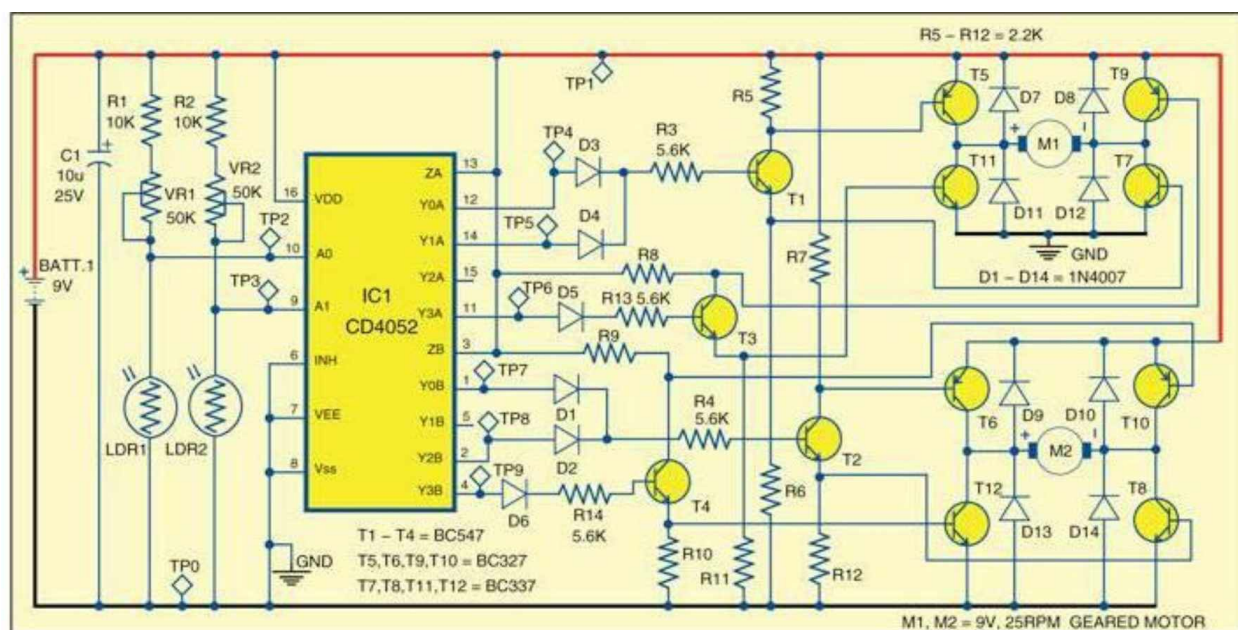 R5 – R12 = 2.2K
R1
10K
R2
10K
C1
10u
25V
+
VR1
50K
VR2
50K
TP2
TP3
BATT.1
9V
+
LDR1
LDR2
TP0
GND
16
VDD
10
A0
9
A1
6
INH
7
VEE
8
Vss
IC1
CD4052
ZA
13
Y0A
12
Y1A
14
Y2A
15
Y3A
11
ZB
3
Y0B
1
Y1B
5
Y2B
2
Y3B
4
TP1
TP4
D3
R3
5.6K
TP5
D4
R5
T1
R8
R7
TP6
D5
R13 5.6K
T3
R9
TP7
D1
R4
5.6K
TP8
D2
T2
TP9
D6
R14
5.6K
T4
R6
R10
R11
R12
T5
D7
D8
T9
+
M1
–
T11
D11
D12
T7
GND
D1 – D14 = 1N4007
T6
D9
D10
T10
+
M2
–
T12
D13
D14
T8
T1 – T4 = BC547
T5,T6,T9,T10 = BC327
T7,T8,T11,T12 = BC337
M1, M2 = 9V, 25RPM GEARED MOTOR